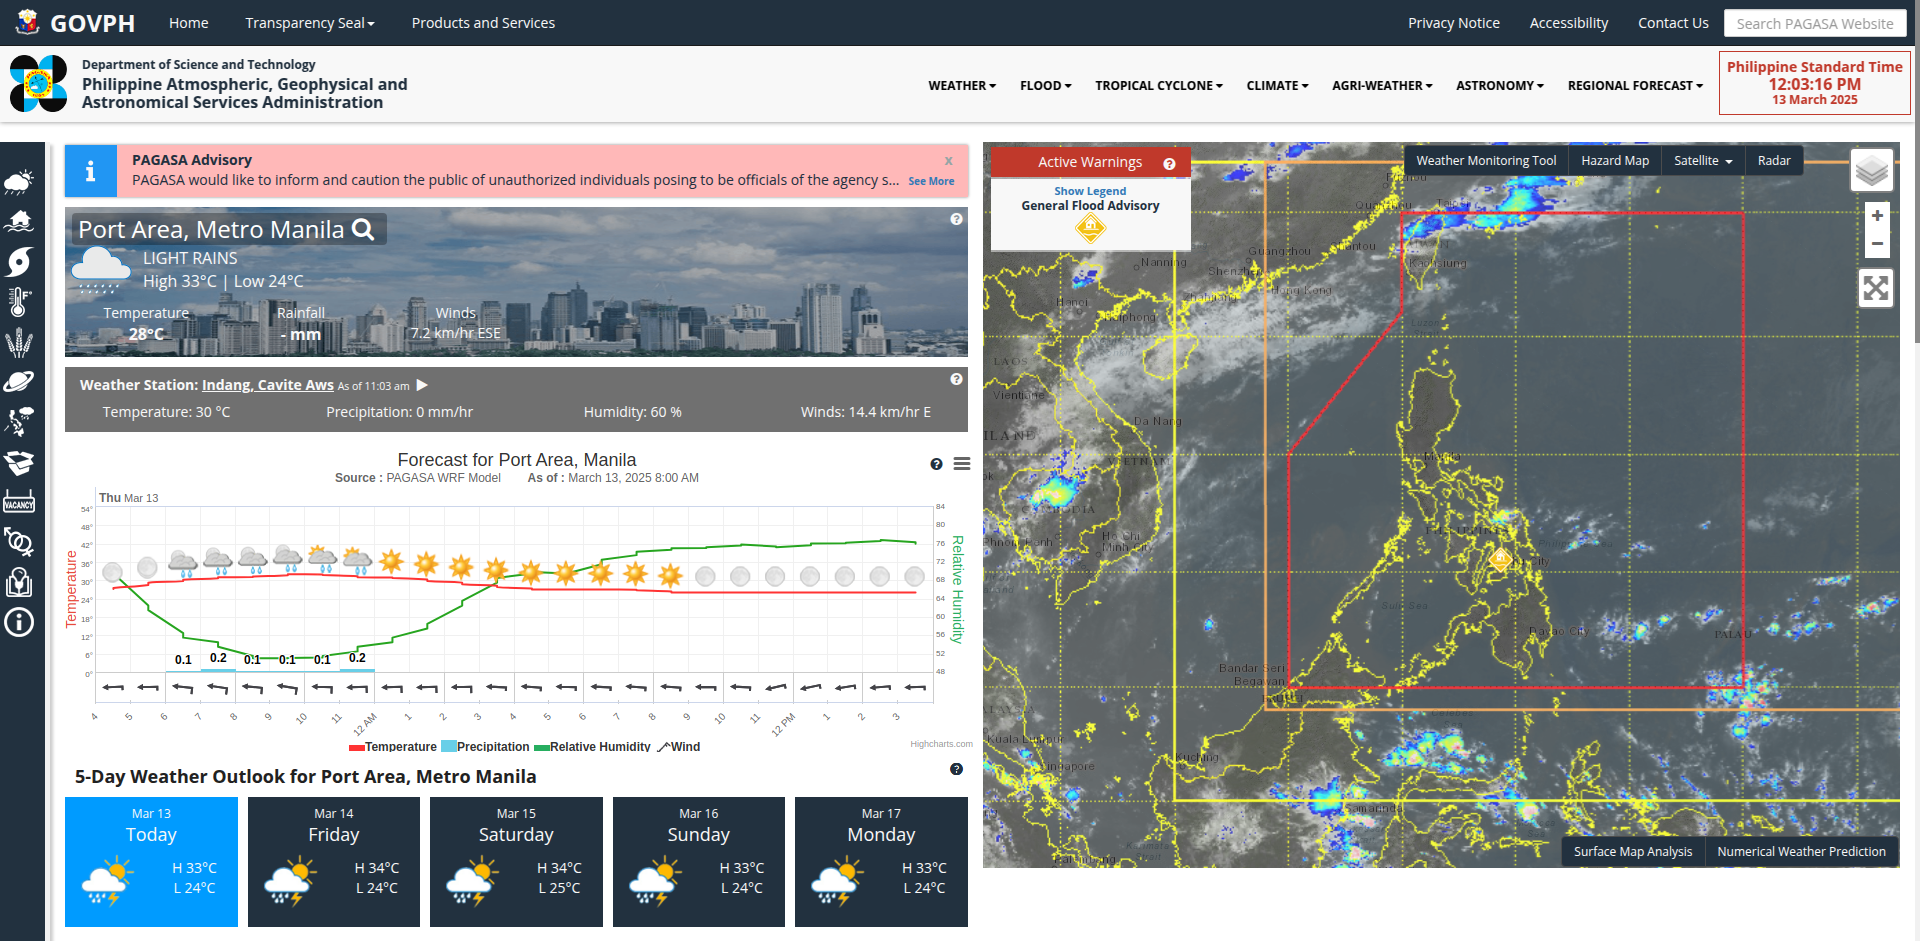 GOVPH
Home
Transparency Seal
Products and Services
Privacy Notice
Accessibility
Contact Us
Search PAGASA Website
Department of Science and Technology
Philippine Atmospheric, Geophysical and
Astronomical Services Administration
WEATHER
FLOOD
TROPICAL CYCLONE
CLIMATE
AGRI-WEATHER
ASTRONOMY
REGIONAL FORECAST
Philippine Standard Time
12:03:16 PM
13 March 2025
VACANCY
PAGASA Advisory
x
PAGASA would like to inform and caution the public of unauthorized individuals posing to be officials of the agency s... See More
Port Area, Metro Manila
LIGHT RAINS
High 33°C | Low 24°C
Temperature
28°C
Rainfall
- mm
Winds
7.2 km/hr ESE
Weather Station: Indang, Cavite Aws As of 11:03 am
Temperature: 30 °C
Precipitation: 0 mm/hr
Humidity: 60 %
Winds: 14.4 km/hr E
Forecast for Port Area, Manila
Source : PAGASA WRF Model As of : March 13, 2025 8:00 AM
Thu Mar 13
54°
48°
42°
36°
30°
24°
18°
12°
6°
0°
Temperature
84
80
76
72
68
64
60
56
52
48
Relative Humidity
0.1 0.2 0.1 0.1 0.1 0.2
4 5 6 7 8 9 10 11 12 AM 1 2 3 4 5 6 7 8 9 10 11 12 PM 1 2 3
Temperature Precipitation Relative Humidity Wind
Highcharts.com
5-Day Weather Outlook for Port Area, Metro Manila
Mar 13
Today
H 33°C
L 24°C
Mar 14
Friday
H 34°C
L 24°C
Mar 15
Saturday
H 34°C
L 25°C
Mar 16
Sunday
H 33°C
L 24°C
Mar 17
Monday
H 33°C
L 24°C
Active Warnings
Show Legend
General Flood Advisory
Weather Monitoring Tool
Hazard Map
Satellite
Radar
+
−
Guangzhou
Shantou
Nanning
Shenzhen
Hong Kong
Kaohsiung
Hanoi
Haiphong
LAOS
Vientiane
Da Nang
VIETNAM
Ho Chi
Minh City
Manila
Sulu Sea
Davao City
PALAU
Bandar Seri
Begawan
Celebes
Sea
Kuala Lumpur
Singapore
Kuching
Samarinda
Surface Map Analysis
Numerical Weather Prediction